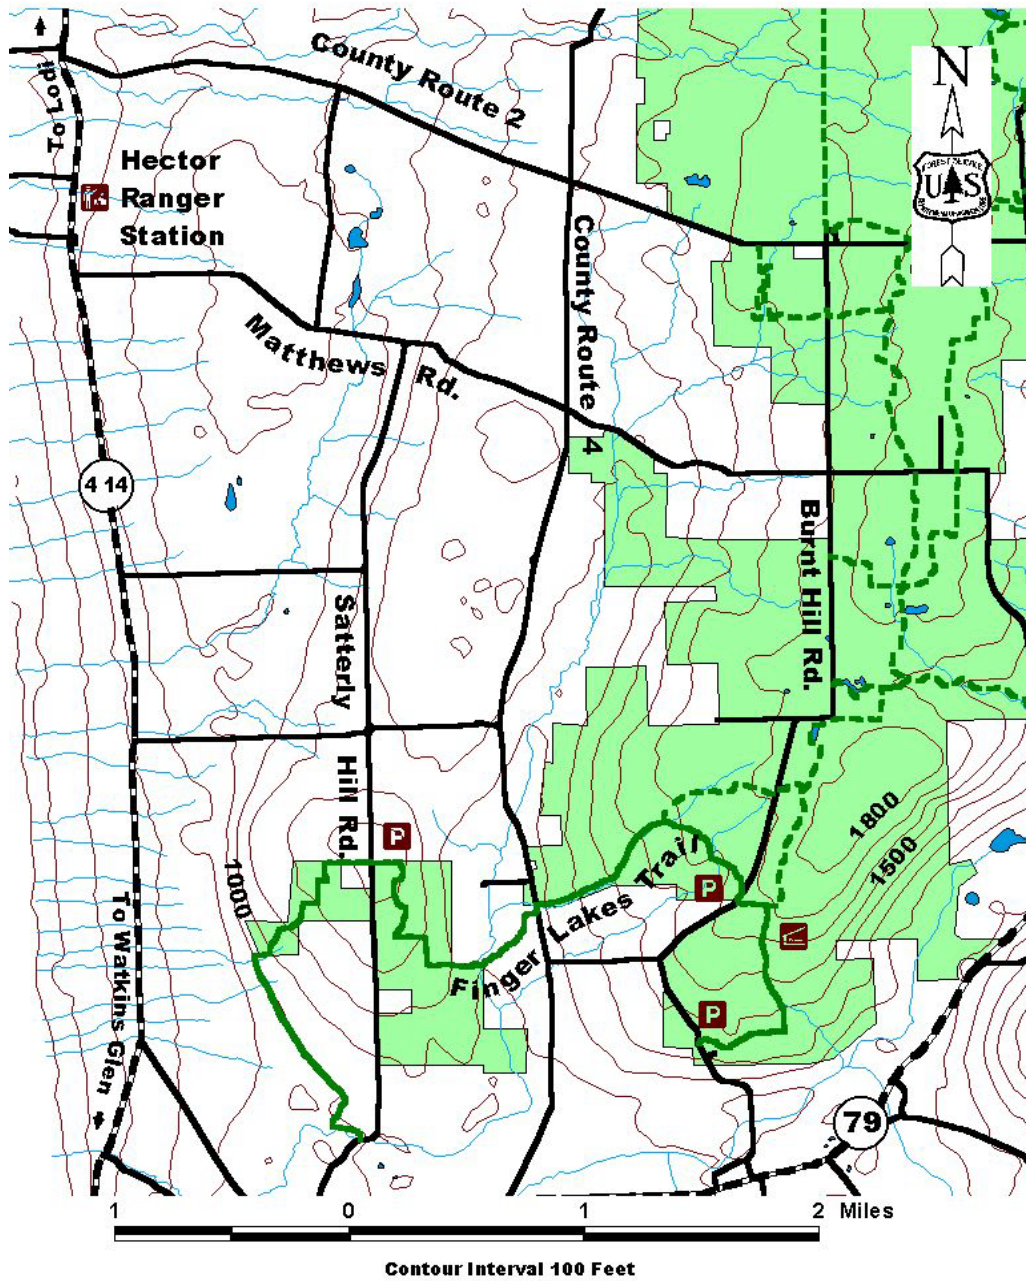 County Route 2
To Lodi
Hector
Ranger
Station
N
FOREST SERVICE
U S
County Route 4
Matthews Rd.
4 14
Burnt Hill Rd.
Satterly
Hill Rd.
P
1800
1500
1000
P
Finger Lakes Trail
P
To Watkins Glen
79
1 0 1 2 Miles
Contour Interval 100 Feet